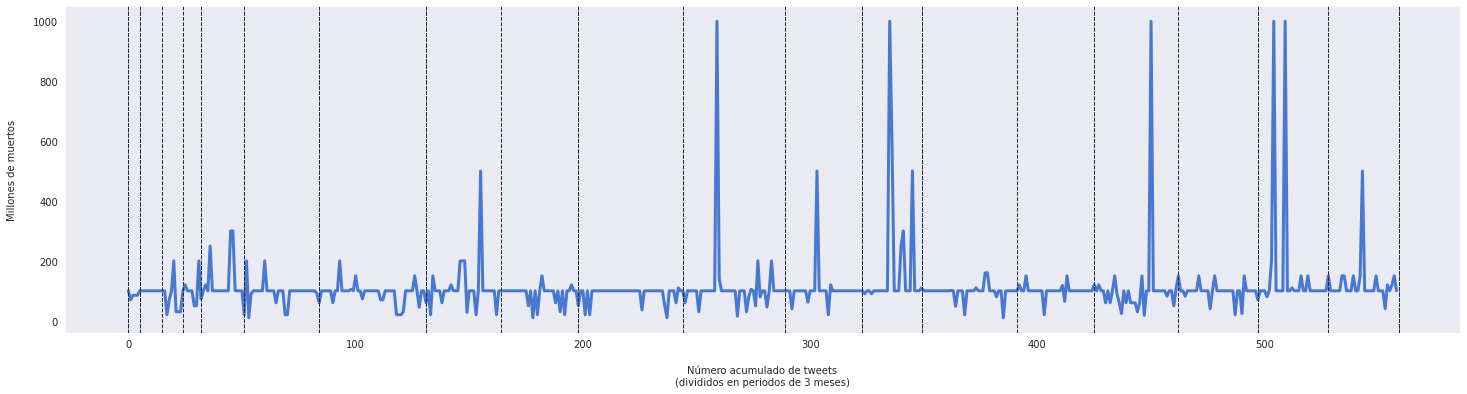 Millones de muertos
1000
800
600
400
200
0
0 100 200 300 400 500
Número acumulado de tweets
(divididos en periodos de 3 meses)